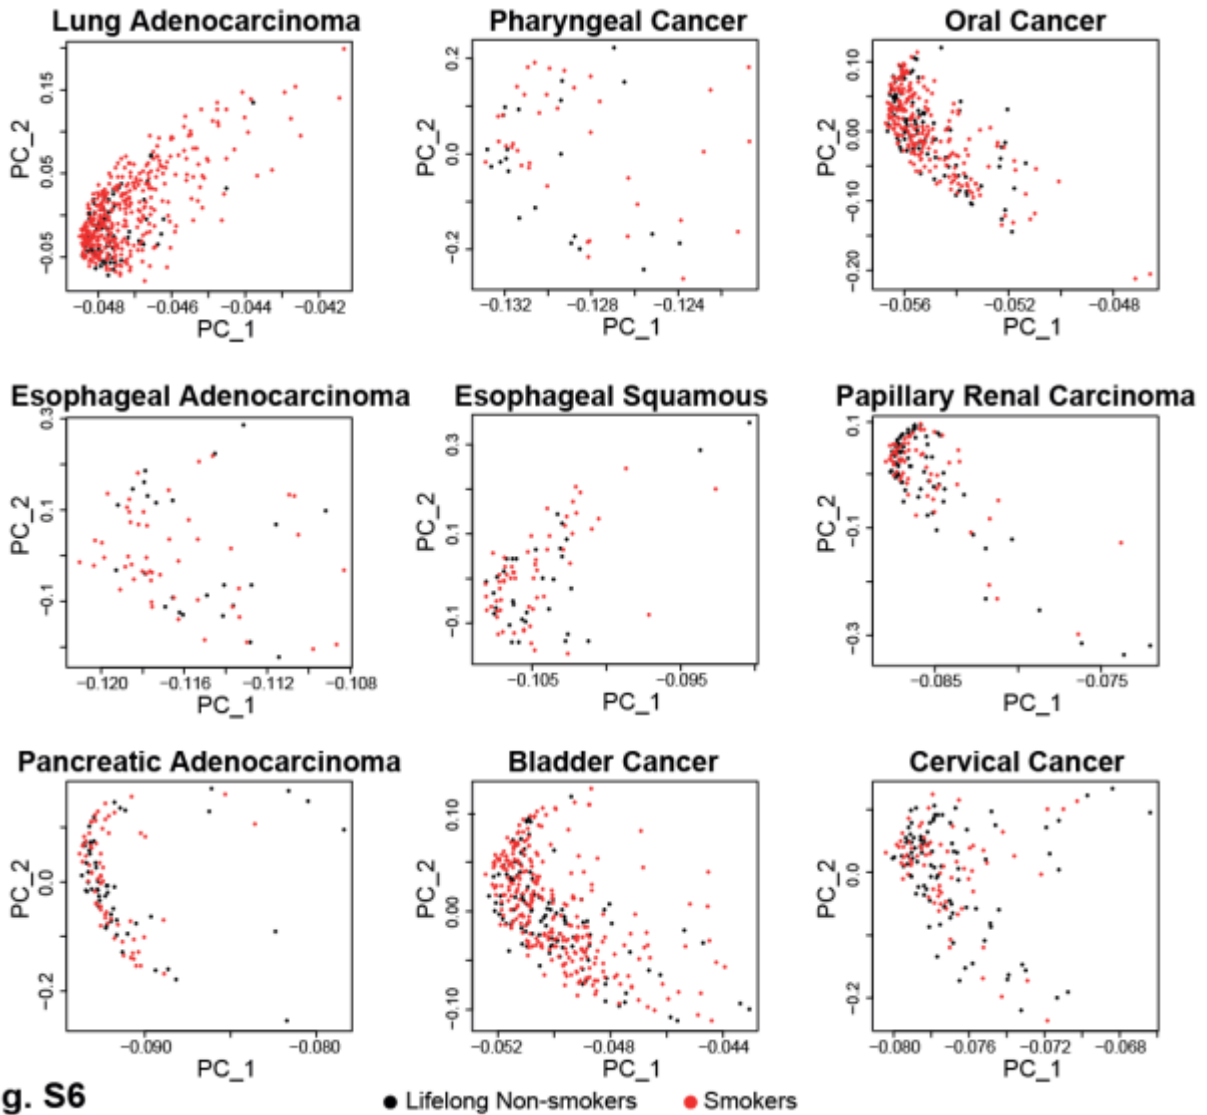 Lung Adenocarcinoma
Pharyngeal Cancer
Oral Cancer
PC_2
0.15
0.05
−0.05
−0.048
−0.046
−0.044
−0.042
PC_1
PC_2
0.2
0.0
−0.2
−0.132
−0.128
−0.124
PC_1
PC_2
0.10
0.00
−0.10
−0.20
−0.056
−0.052
−0.048
PC_1
Esophageal Adenocarcinoma
Esophageal Squamous
Papillary Renal Carcinoma
PC_2
0.3
0.1
−0.1
−0.120
−0.116
−0.112
−0.108
PC_1
PC_2
0.3
0.1
−0.1
−0.105
−0.095
PC_1
PC_2
0.1
−0.1
−0.3
−0.085
−0.075
PC_1
Pancreatic Adenocarcinoma
Bladder Cancer
Cervical Cancer
PC_2
0.0
−0.2
−0.090
−0.080
PC_1
PC_2
0.10
0.00
−0.10
−0.052
−0.048
−0.044
PC_1
PC_2
0.0
−0.2
−0.080
−0.076
−0.072
−0.068
PC_1
g. S6
Lifelong Non-smokers
Smokers